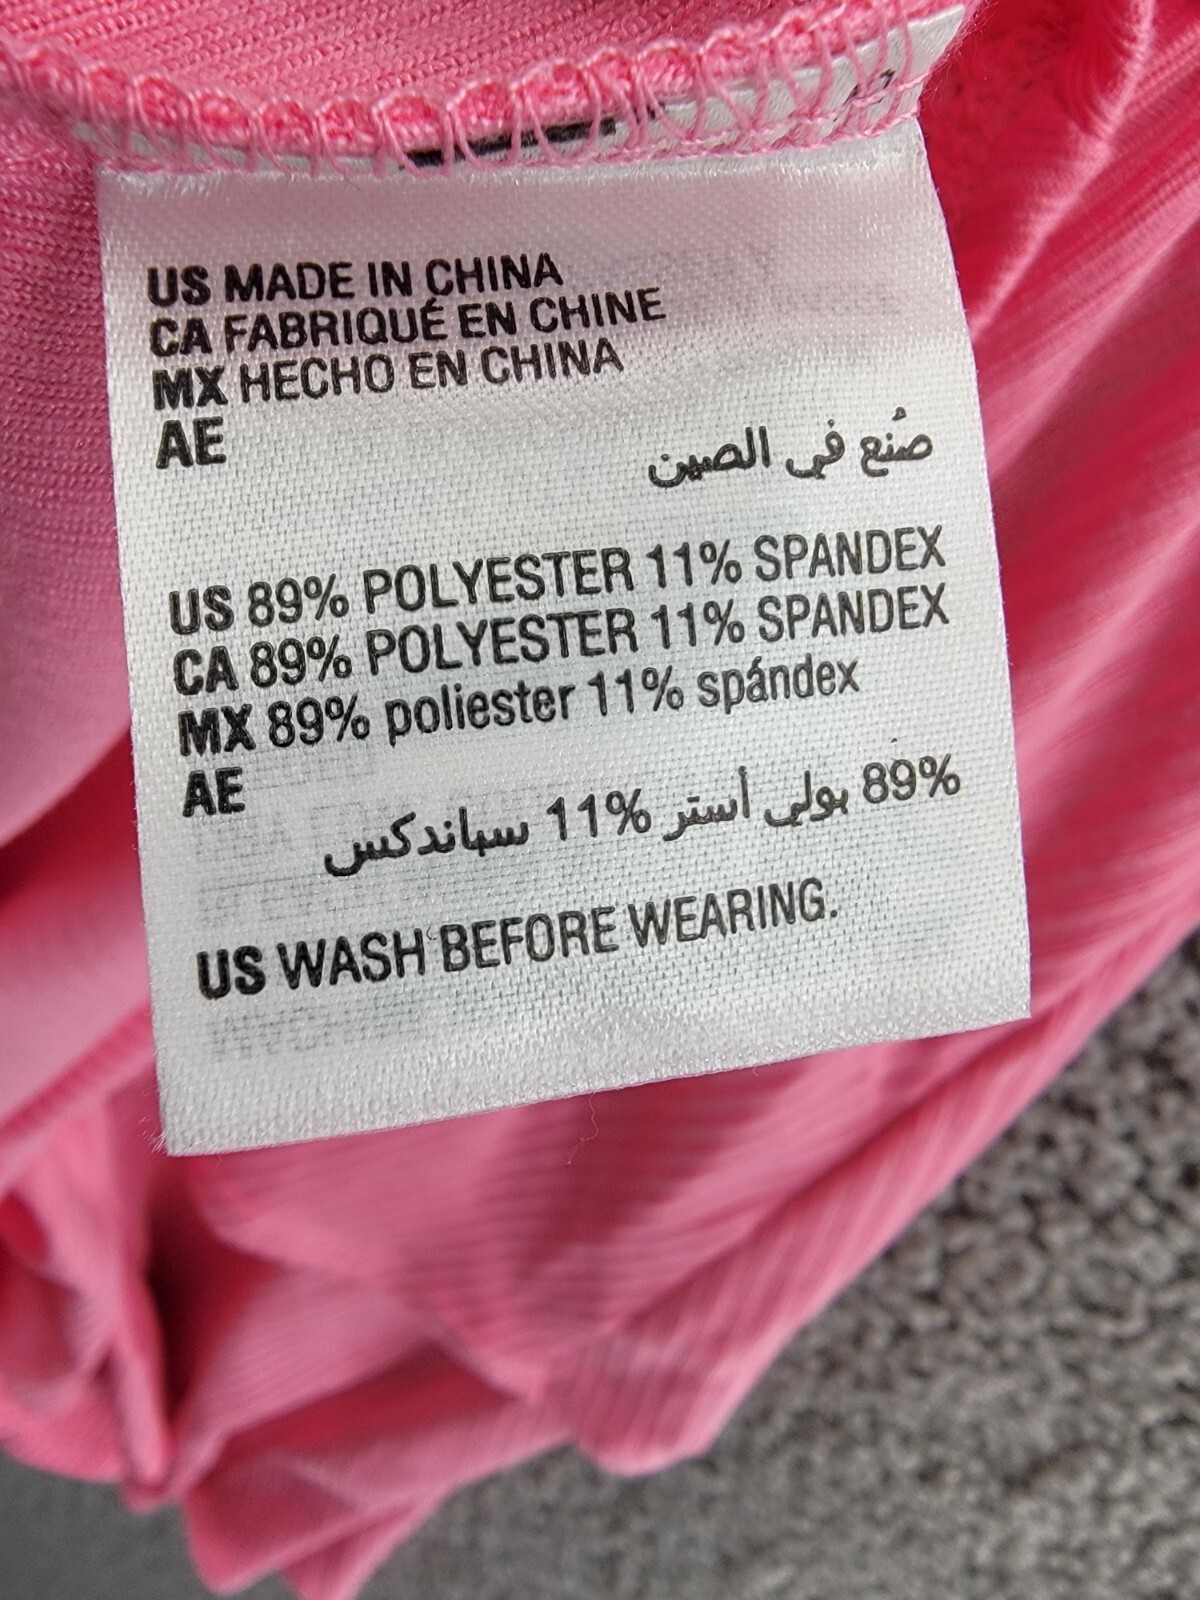 US MADE IN CHINA
CA FABRIQUÉ EN CHINE
MX HECHO EN CHINA
AE
صُنع في الصين
US 89% POLYESTER 11% SPANDEX
CA 89% POLYESTER 11% SPANDEX
MX 89% poliester 11% spándex
AE
89% بولي أستر 11% سباندكس
US WASH BEFORE WEARING.